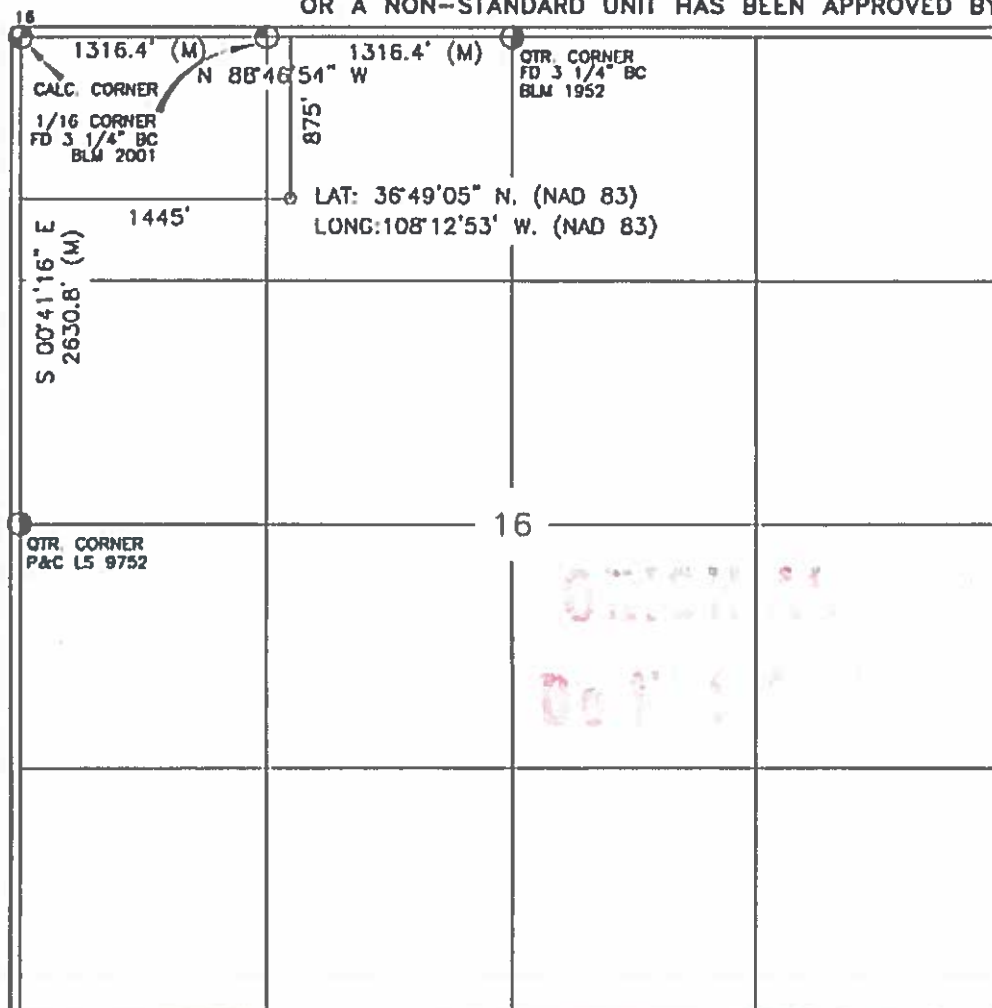 OR A NON-STANDARD UNIT HAS BEEN APPROVED BY
16
1316.4' (M)
1316.4' (M)
N 88°46'54" W
CALC. CORNER
1/16 CORNER
FD 3 1/4" BC
BLM 2001
QTR. CORNER
FD 3 1/4" BC
BLM 1952
875'
1445'
LAT: 36°49'05" N. (NAD 83)
LONG:108°12'53' W. (NAD 83)
S 00°41'16" E
2630.8' (M)
QTR. CORNER
P&C LS 9752
16